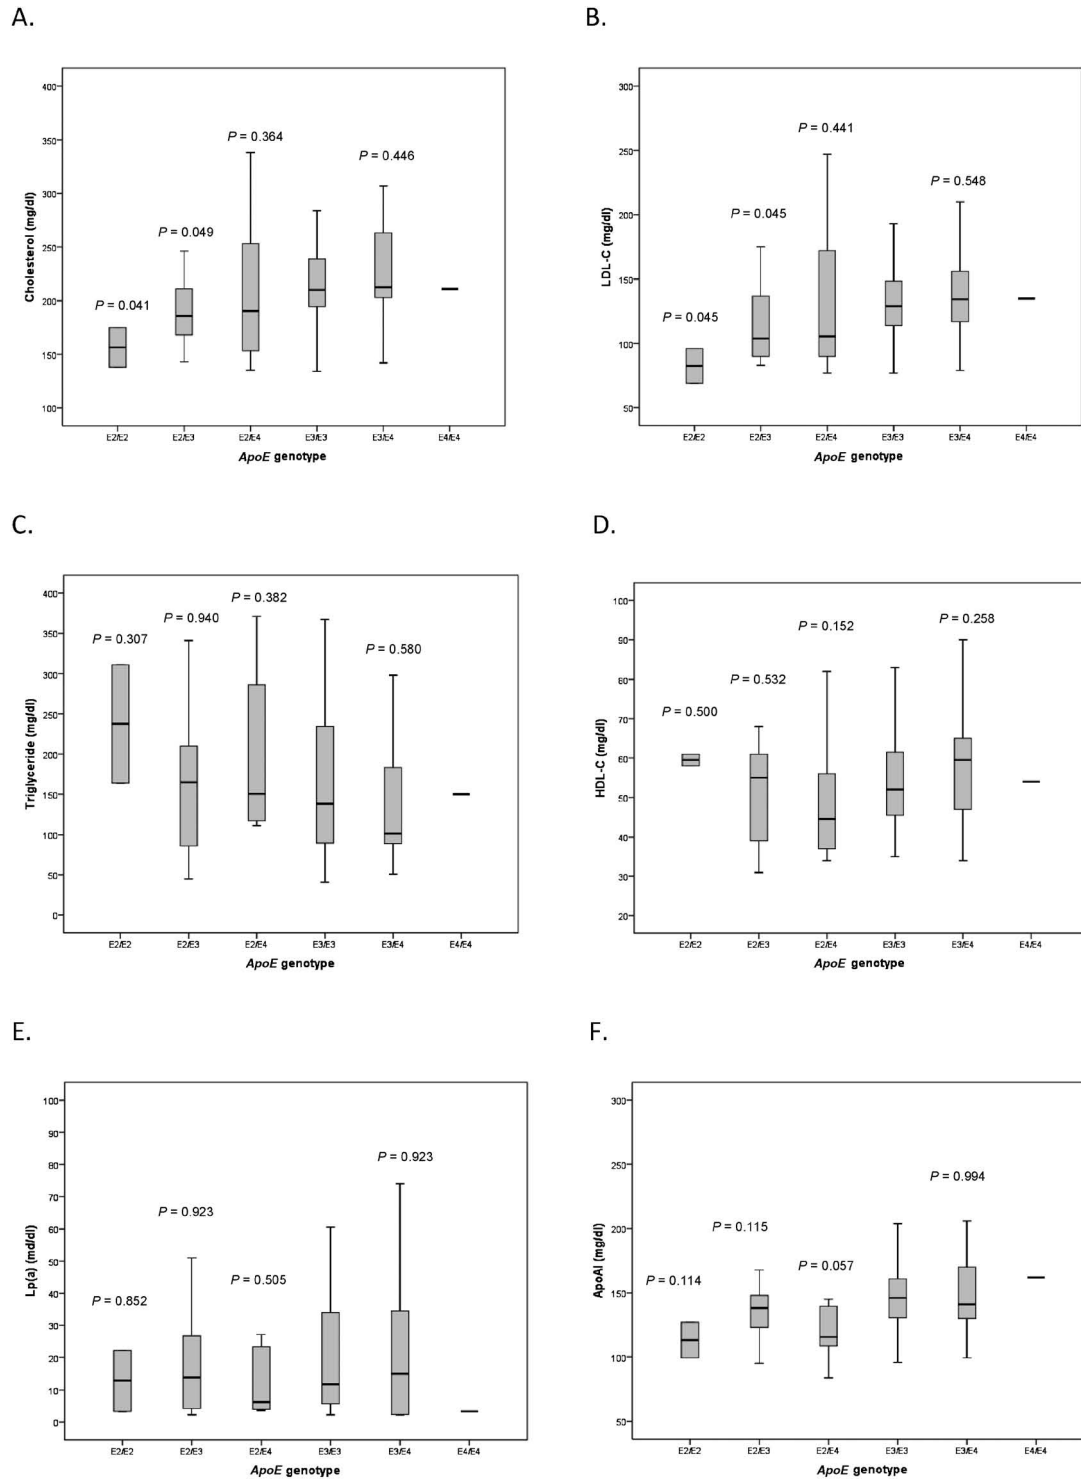 A.
B.
400
350
300
250
200
150
100
Cholesterol (mg/dl)
P = 0.041
P = 0.049
P = 0.364
P = 0.446
E2/E2 E2/E3 E2/E4 E3/E3 E3/E4 E4/E4
ApoE genotype
300
250
200
150
100
50
LDL-C (mg/dl)
P = 0.045
P = 0.045
P = 0.441
P = 0.548
E2/E2 E2/E3 E2/E4 E3/E3 E3/E4 E4/E4
ApoE genotype
C.
D.
400
350
300
250
200
150
100
50
0
Triglyceride (mg/dl)
P = 0.307
P = 0.940
P = 0.382
P = 0.580
E2/E2 E2/E3 E2/E4 E3/E3 E3/E4 E4/E4
ApoE genotype
100
90
80
70
60
50
40
30
20
HDL-C (mg/dl)
P = 0.500
P = 0.532
P = 0.152
P = 0.258
E2/E2 E2/E3 E2/E4 E3/E3 E3/E4 E4/E4
ApoE genotype
E.
F.
100
90
80
70
60
50
40
30
20
10
0
Lp(a) (md/dl)
P = 0.852
P = 0.923
P = 0.505
P = 0.923
E2/E2 E2/E3 E2/E4 E3/E3 E3/E4 E4/E4
ApoE genotype
300
250
200
150
100
50
ApoAI (mg/dl)
P = 0.114
P = 0.115
P = 0.057
P = 0.994
E2/E2 E2/E3 E2/E4 E3/E3 E3/E4 E4/E4
ApoE genotype